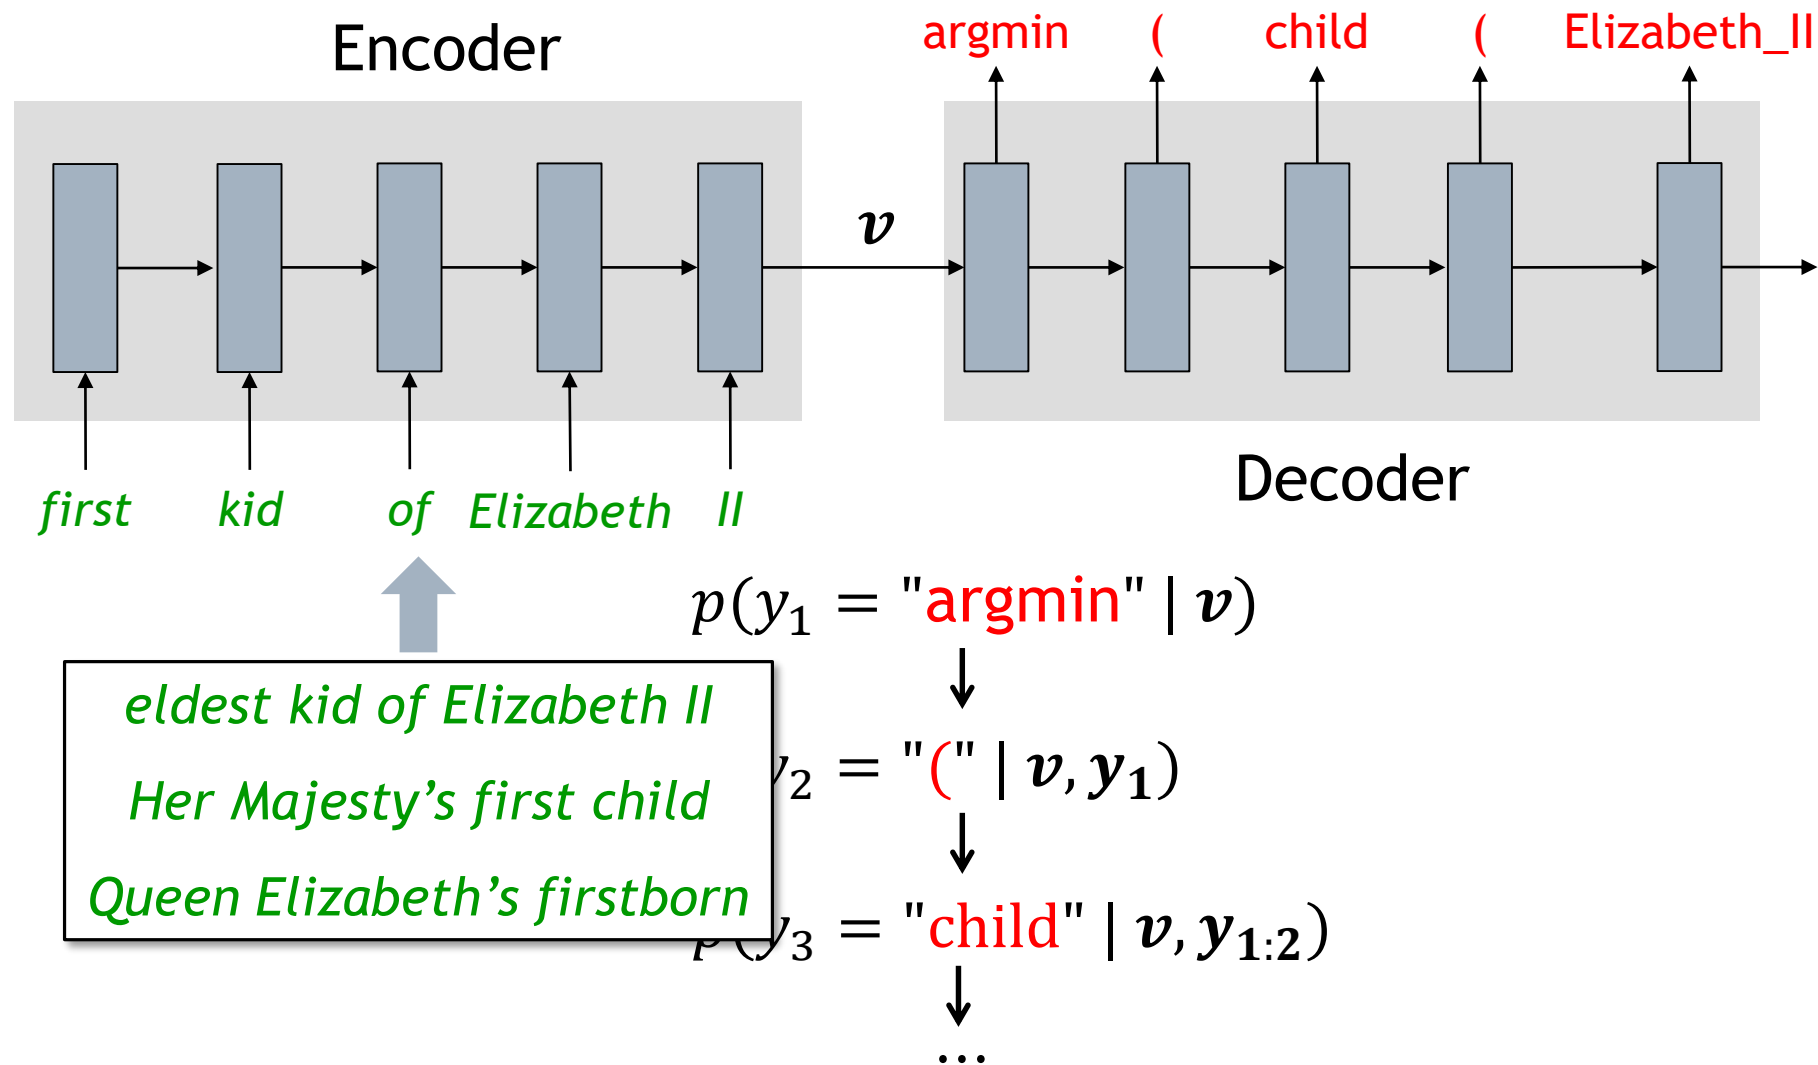 Encoder
argmin ( child ( Elizabeth_II
v
first kid of Elizabeth II
Decoder
eldest kid of Elizabeth II
Her Majesty’s first child
Queen Elizabeth’s firstborn
p(y₁ = "argmin" | v)
y₂ = "(" | v, y₁)
p(y₃ = "child" | v, y₁:₂)
...